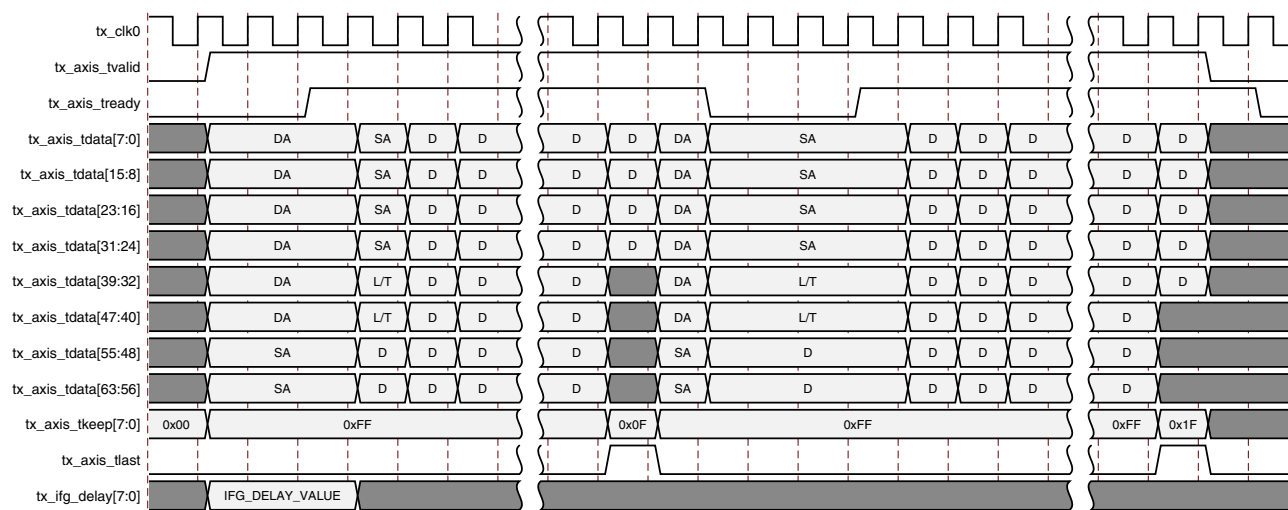 tx_clk0
tx_axis_tvalid
tx_axis_tready
tx_axis_tdata[7:0] DA SA D D D D DA SA D D D D D
tx_axis_tdata[15:8] DA SA D D D D DA SA D D D D D
tx_axis_tdata[23:16] DA SA D D D D DA SA D D D D D
tx_axis_tdata[31:24] DA SA D D D D DA SA D D D D D
tx_axis_tdata[39:32] DA L/T D D D DA L/T D D D D D
tx_axis_tdata[47:40] DA L/T D D D DA L/T D D D D
tx_axis_tdata[55:48] SA D D D D SA D D D D D
tx_axis_tdata[63:56] SA D D D D SA D D D D D
tx_axis_tkeep[7:0] 0x00 0xFF 0x0F 0xFF 0xFF 0x1F
tx_axis_tlast
tx_ifg_delay[7:0] IFG_DELAY_VALUE